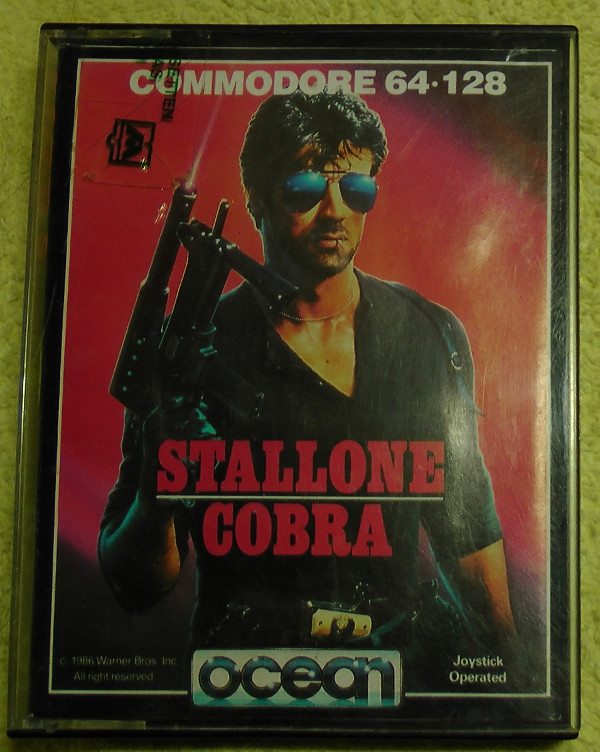 COMMODORE 64·128
STALLONE
COBRA
© 1986 Warner Bros. Inc.
All right reserved
ocean
Joystick
Operated